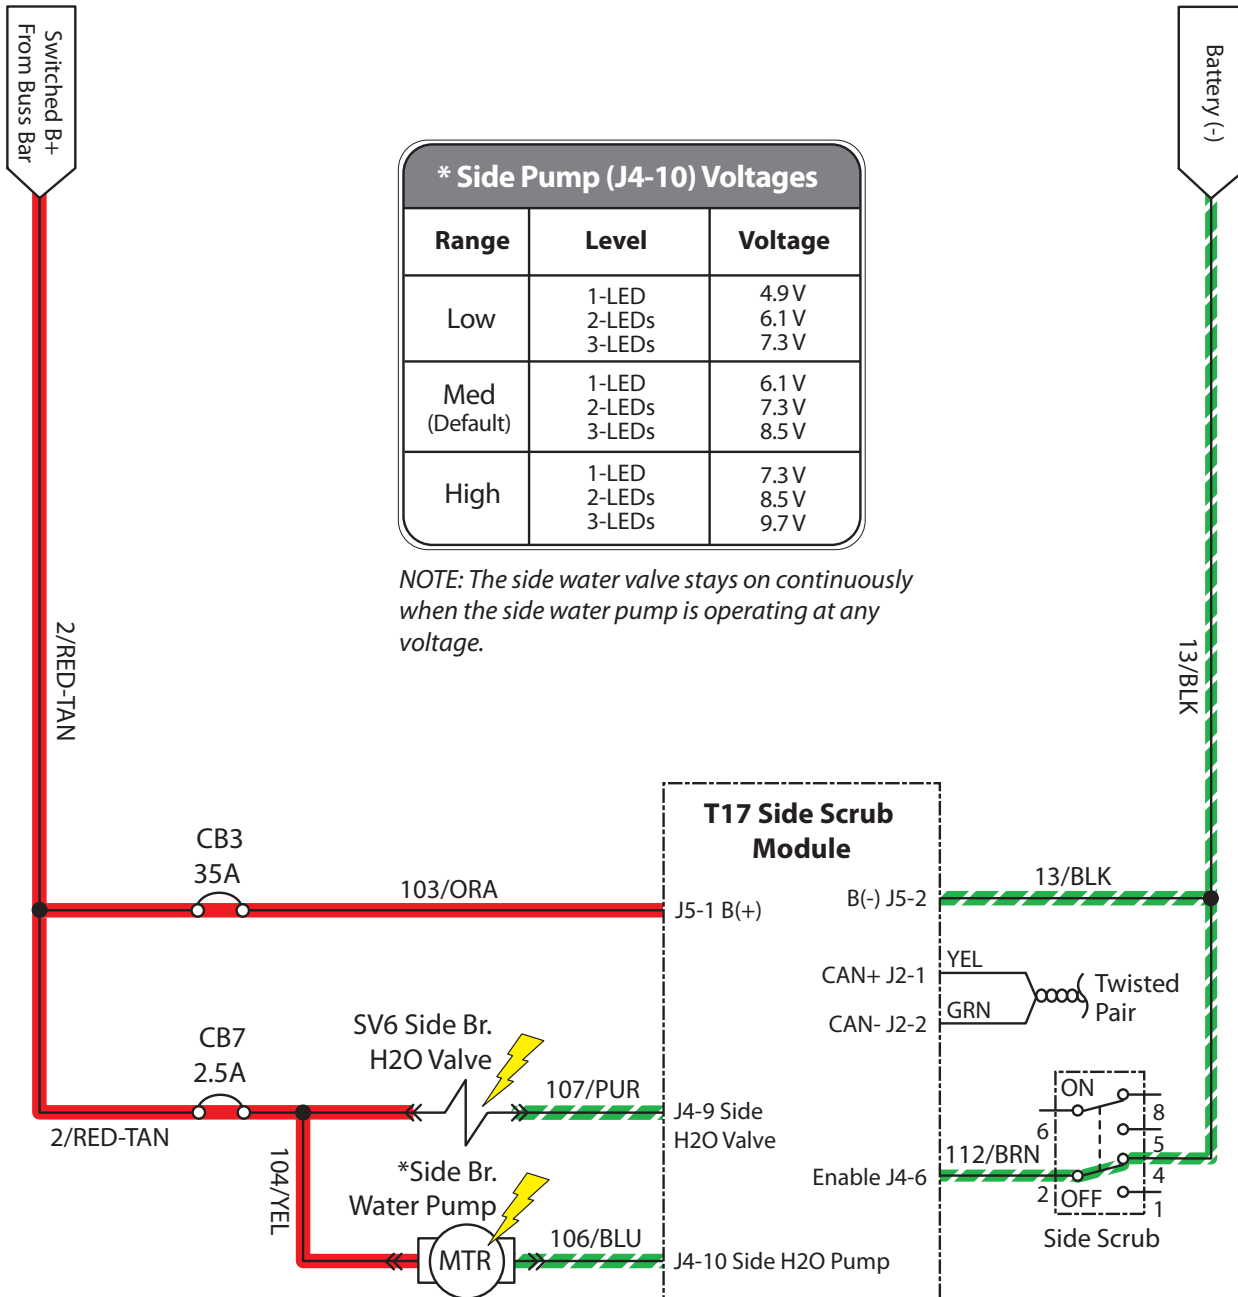 Switched B+
From Buss Bar
Battery (-)
* Side Pump (J4-10) Voltages
Range Level Voltage
Low
1-LED 4.9 V
2-LEDs 6.1 V
3-LEDs 7.3 V
Med
(Default)
1-LED 6.1 V
2-LEDs 7.3 V
3-LEDs 8.5 V
High
1-LED 7.3 V
2-LEDs 8.5 V
3-LEDs 9.7 V
NOTE: The side water valve stays on continuously
when the side water pump is operating at any
voltage.
2/RED-TAN
13/BLK
T17 Side Scrub
Module
CB3
35A
103/ORA
J5-1 B(+)
B(-) J5-2
13/BLK
CAN+ J2-1
YEL
CAN- J2-2
GRN
Twisted
Pair
CB7
2.5A
2/RED-TAN
SV6 Side Br.
H2O Valve
107/PUR
J4-9 Side
H2O Valve
104/YEL
*Side Br.
Water Pump
MTR
106/BLU
J4-10 Side H2O Pump
Enable J4-6
112/BRN
ON
6
8
5
4
2
OFF
1
Side Scrub